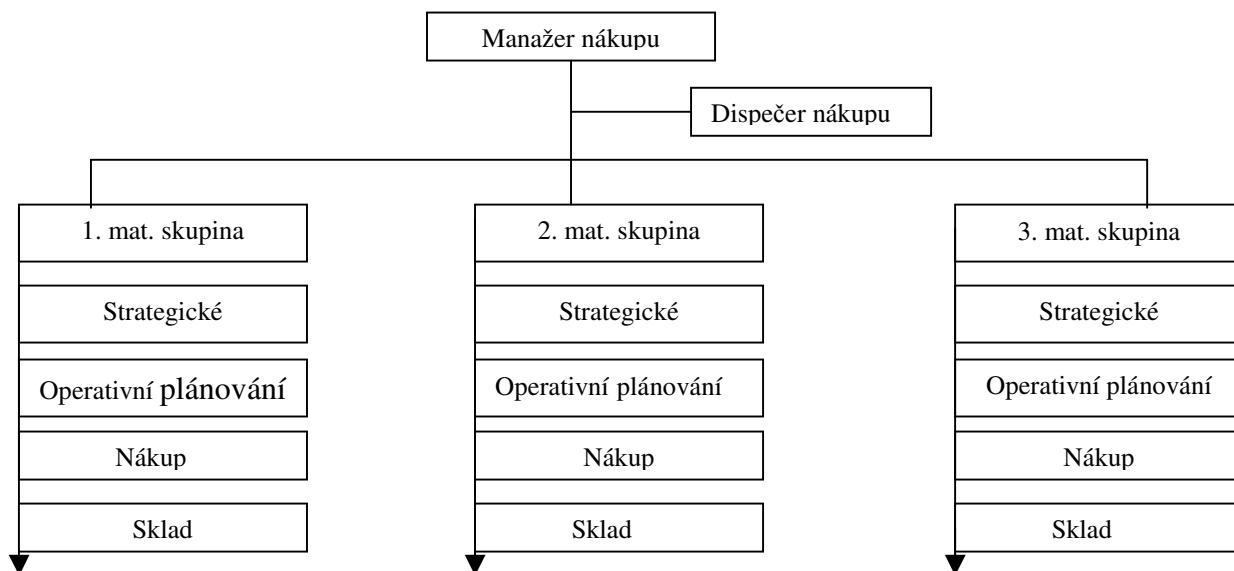 Manažer nákupu
Dispečer nákupu
1. mat. skupina
2. mat. skupina
3. mat. skupina
Strategické
Strategické
Strategické
Operativní plánování
Operativní plánování
Operativní plánování
Nákup
Nákup
Nákup
Sklad
Sklad
Sklad